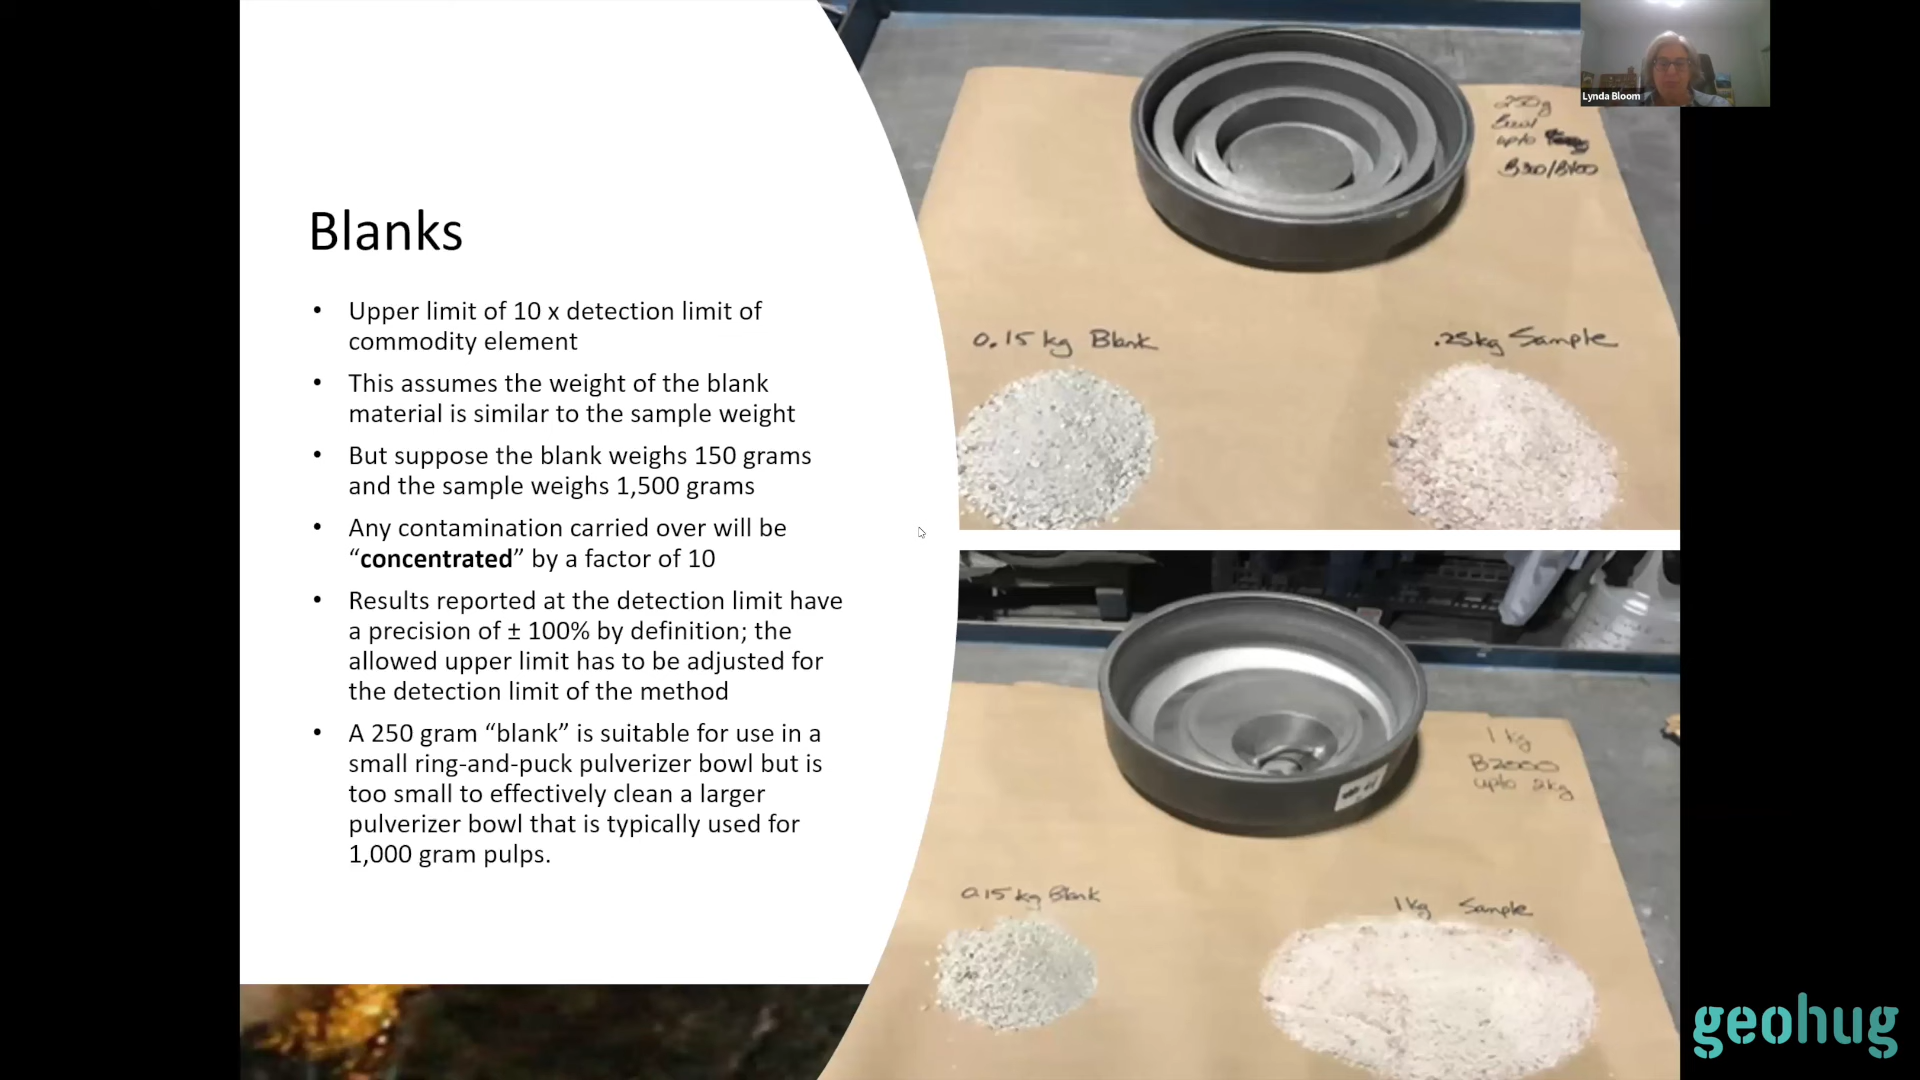 Blanks
• Upper limit of 10 x detection limit of
commodity element
• This assumes the weight of the blank
material is similar to the sample weight
• But suppose the blank weighs 150 grams
and the sample weighs 1,500 grams
• Any contamination carried over will be
“concentrated” by a factor of 10
• Results reported at the detection limit have
a precision of ± 100% by definition; the
allowed upper limit has to be adjusted for
the detection limit of the method
• A 250 gram “blank” is suitable for use in a
small ring-and-puck pulverizer bowl but is
too small to effectively clean a larger
pulverizer bowl that is typically used for
1,000 gram pulps.
Lynda Bloom
250g
Bowl
upto
B300/B400
0.15 kg Blank
.25kg Sample
1 kg
B2000
upto 2kg
0.15 kg Blank
1 kg Sample
geohug